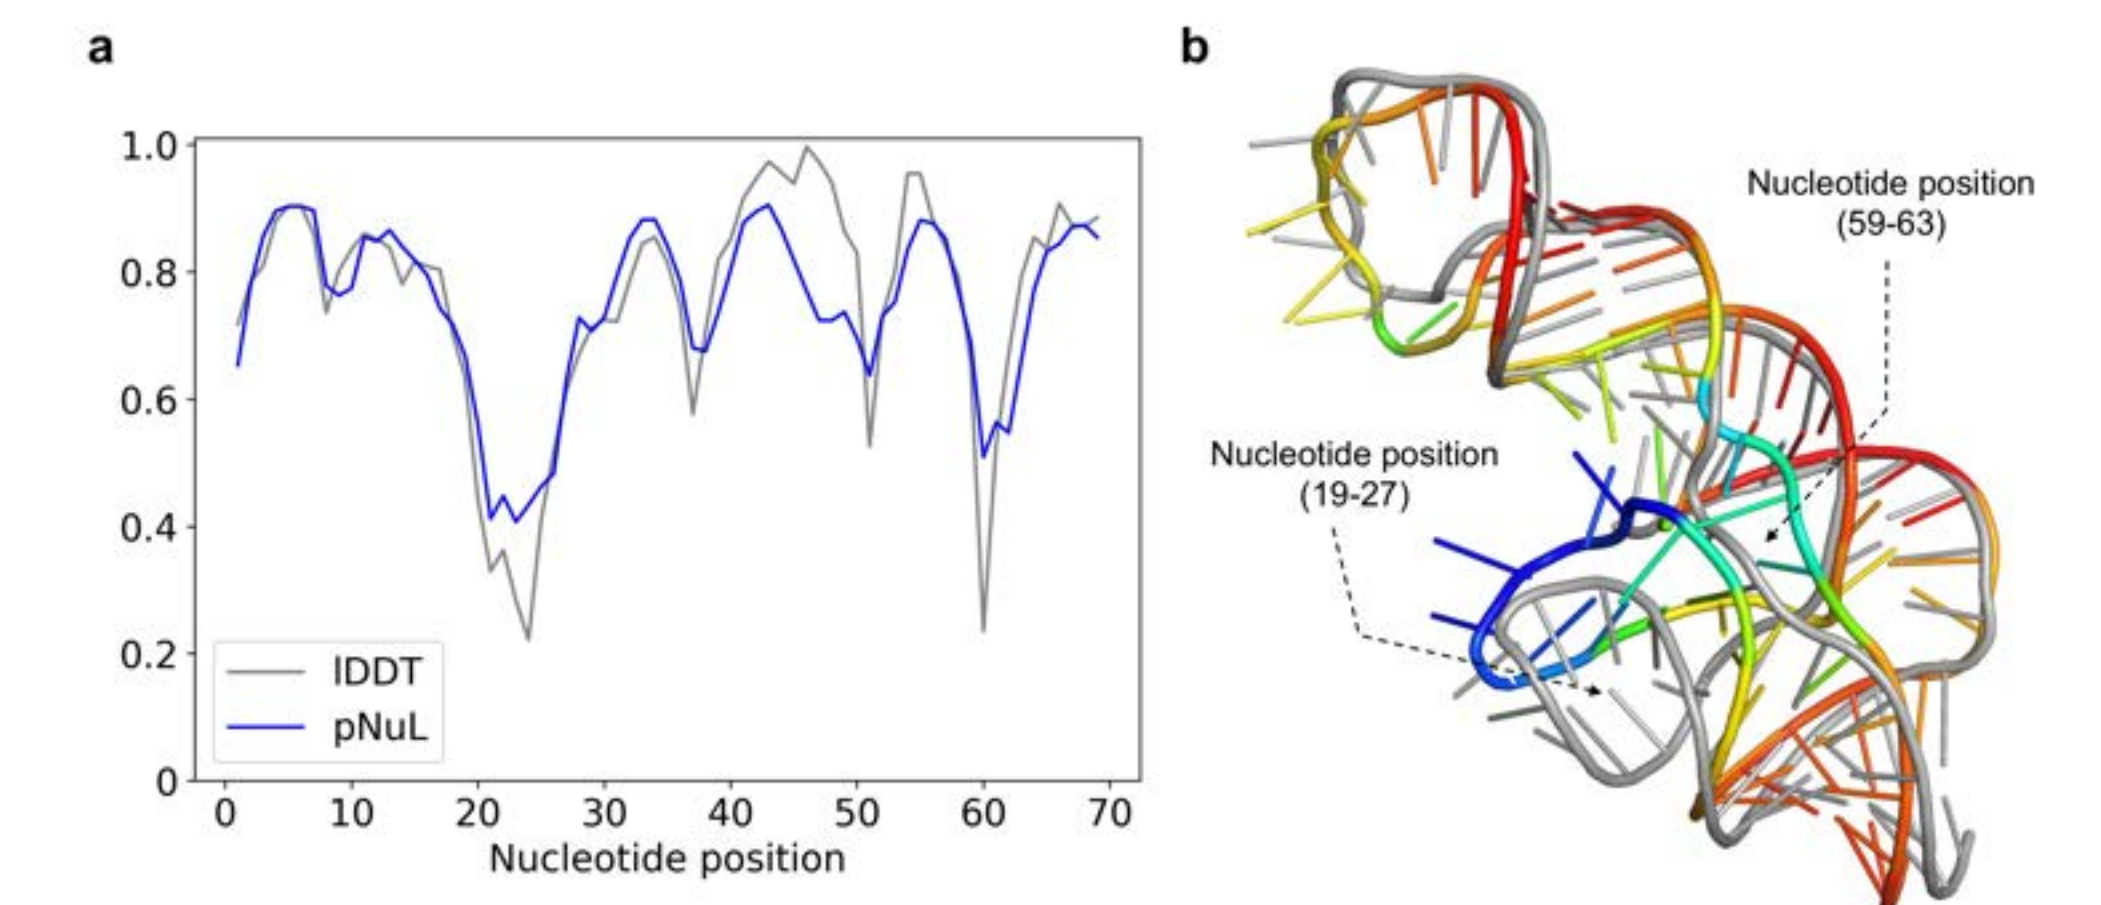 a
1.0
0.8
0.6
0.4
0.2
0
lDDT
pNuL
0 10 20 30 40 50 60 70
Nucleotide position
b
Nucleotide position
(59-63)
Nucleotide position
(19-27)